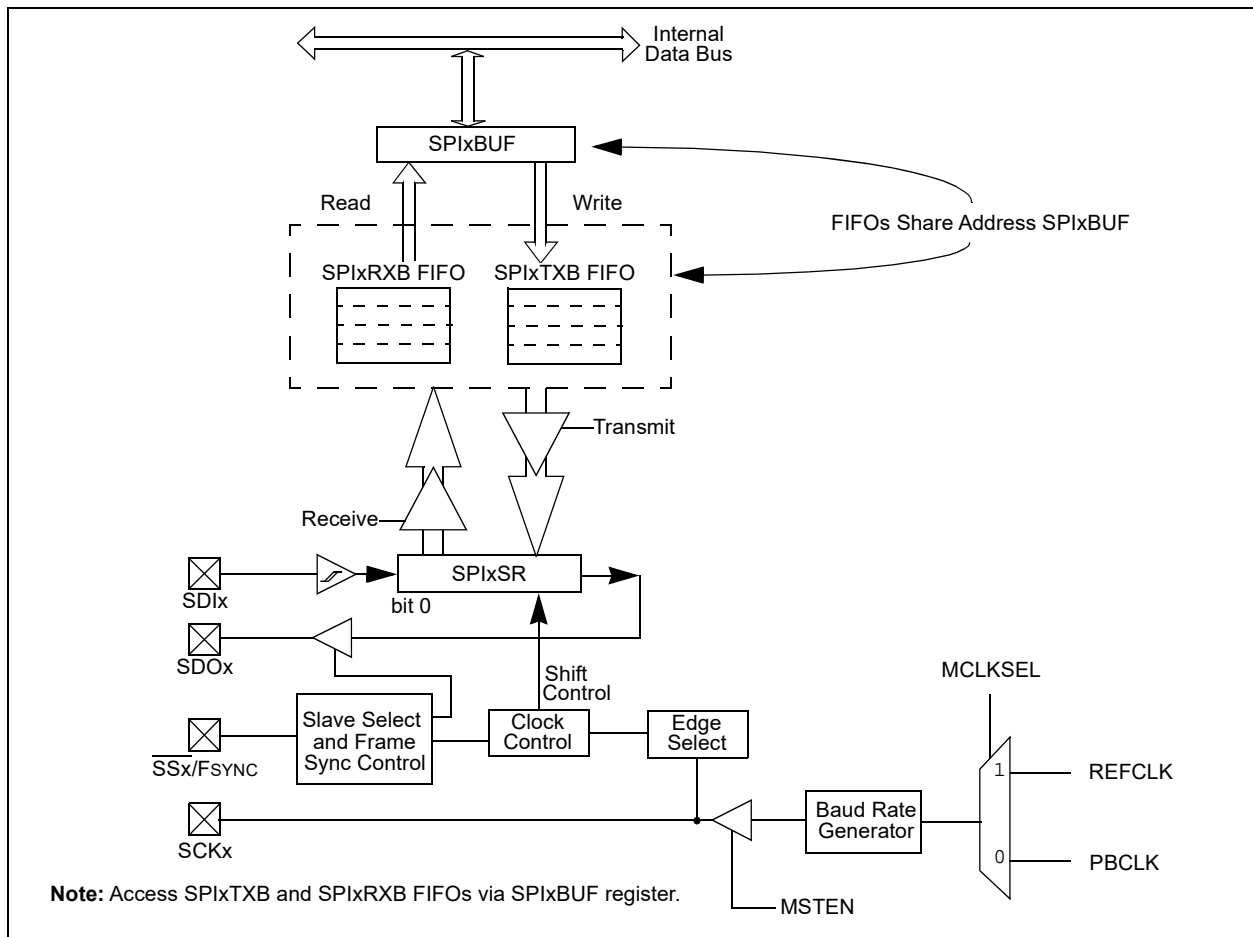 Internal
Data Bus
SPIxBUF
Read
Write
FIFOs Share Address SPIxBUF
SPIxRXB FIFO
SPIxTXB FIFO
Transmit
Receive
SPIxSR
SDIx
bit 0
SDOx
Shift
Control
MCLKSEL
Slave Select
and Frame
Sync Control
Clock
Control
Edge
Select
SSx/FSYNC
1
REFCLK
Baud Rate
Generator
SCKx
0
PBCLK
Note: Access SPIxTXB and SPIxRXB FIFOs via SPIxBUF register.
MSTEN